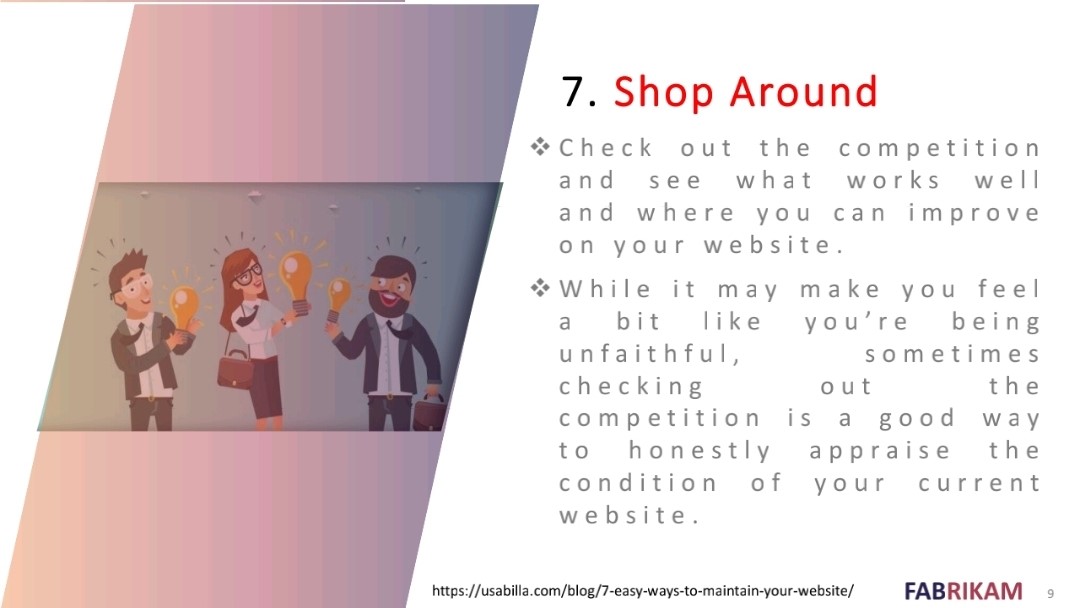 7. Shop Around
❖ Check out the competition
and see what works well
and where you can improve
on your website.
❖ While it may make you feel
a bit like you’re being
unfaithful, sometimes
checking out the
competition is a good way
to honestly appraise the
condition of your current
website.
https://usabilla.com/blog/7-easy-ways-to-maintain-your-website/
FABRIKAM
9